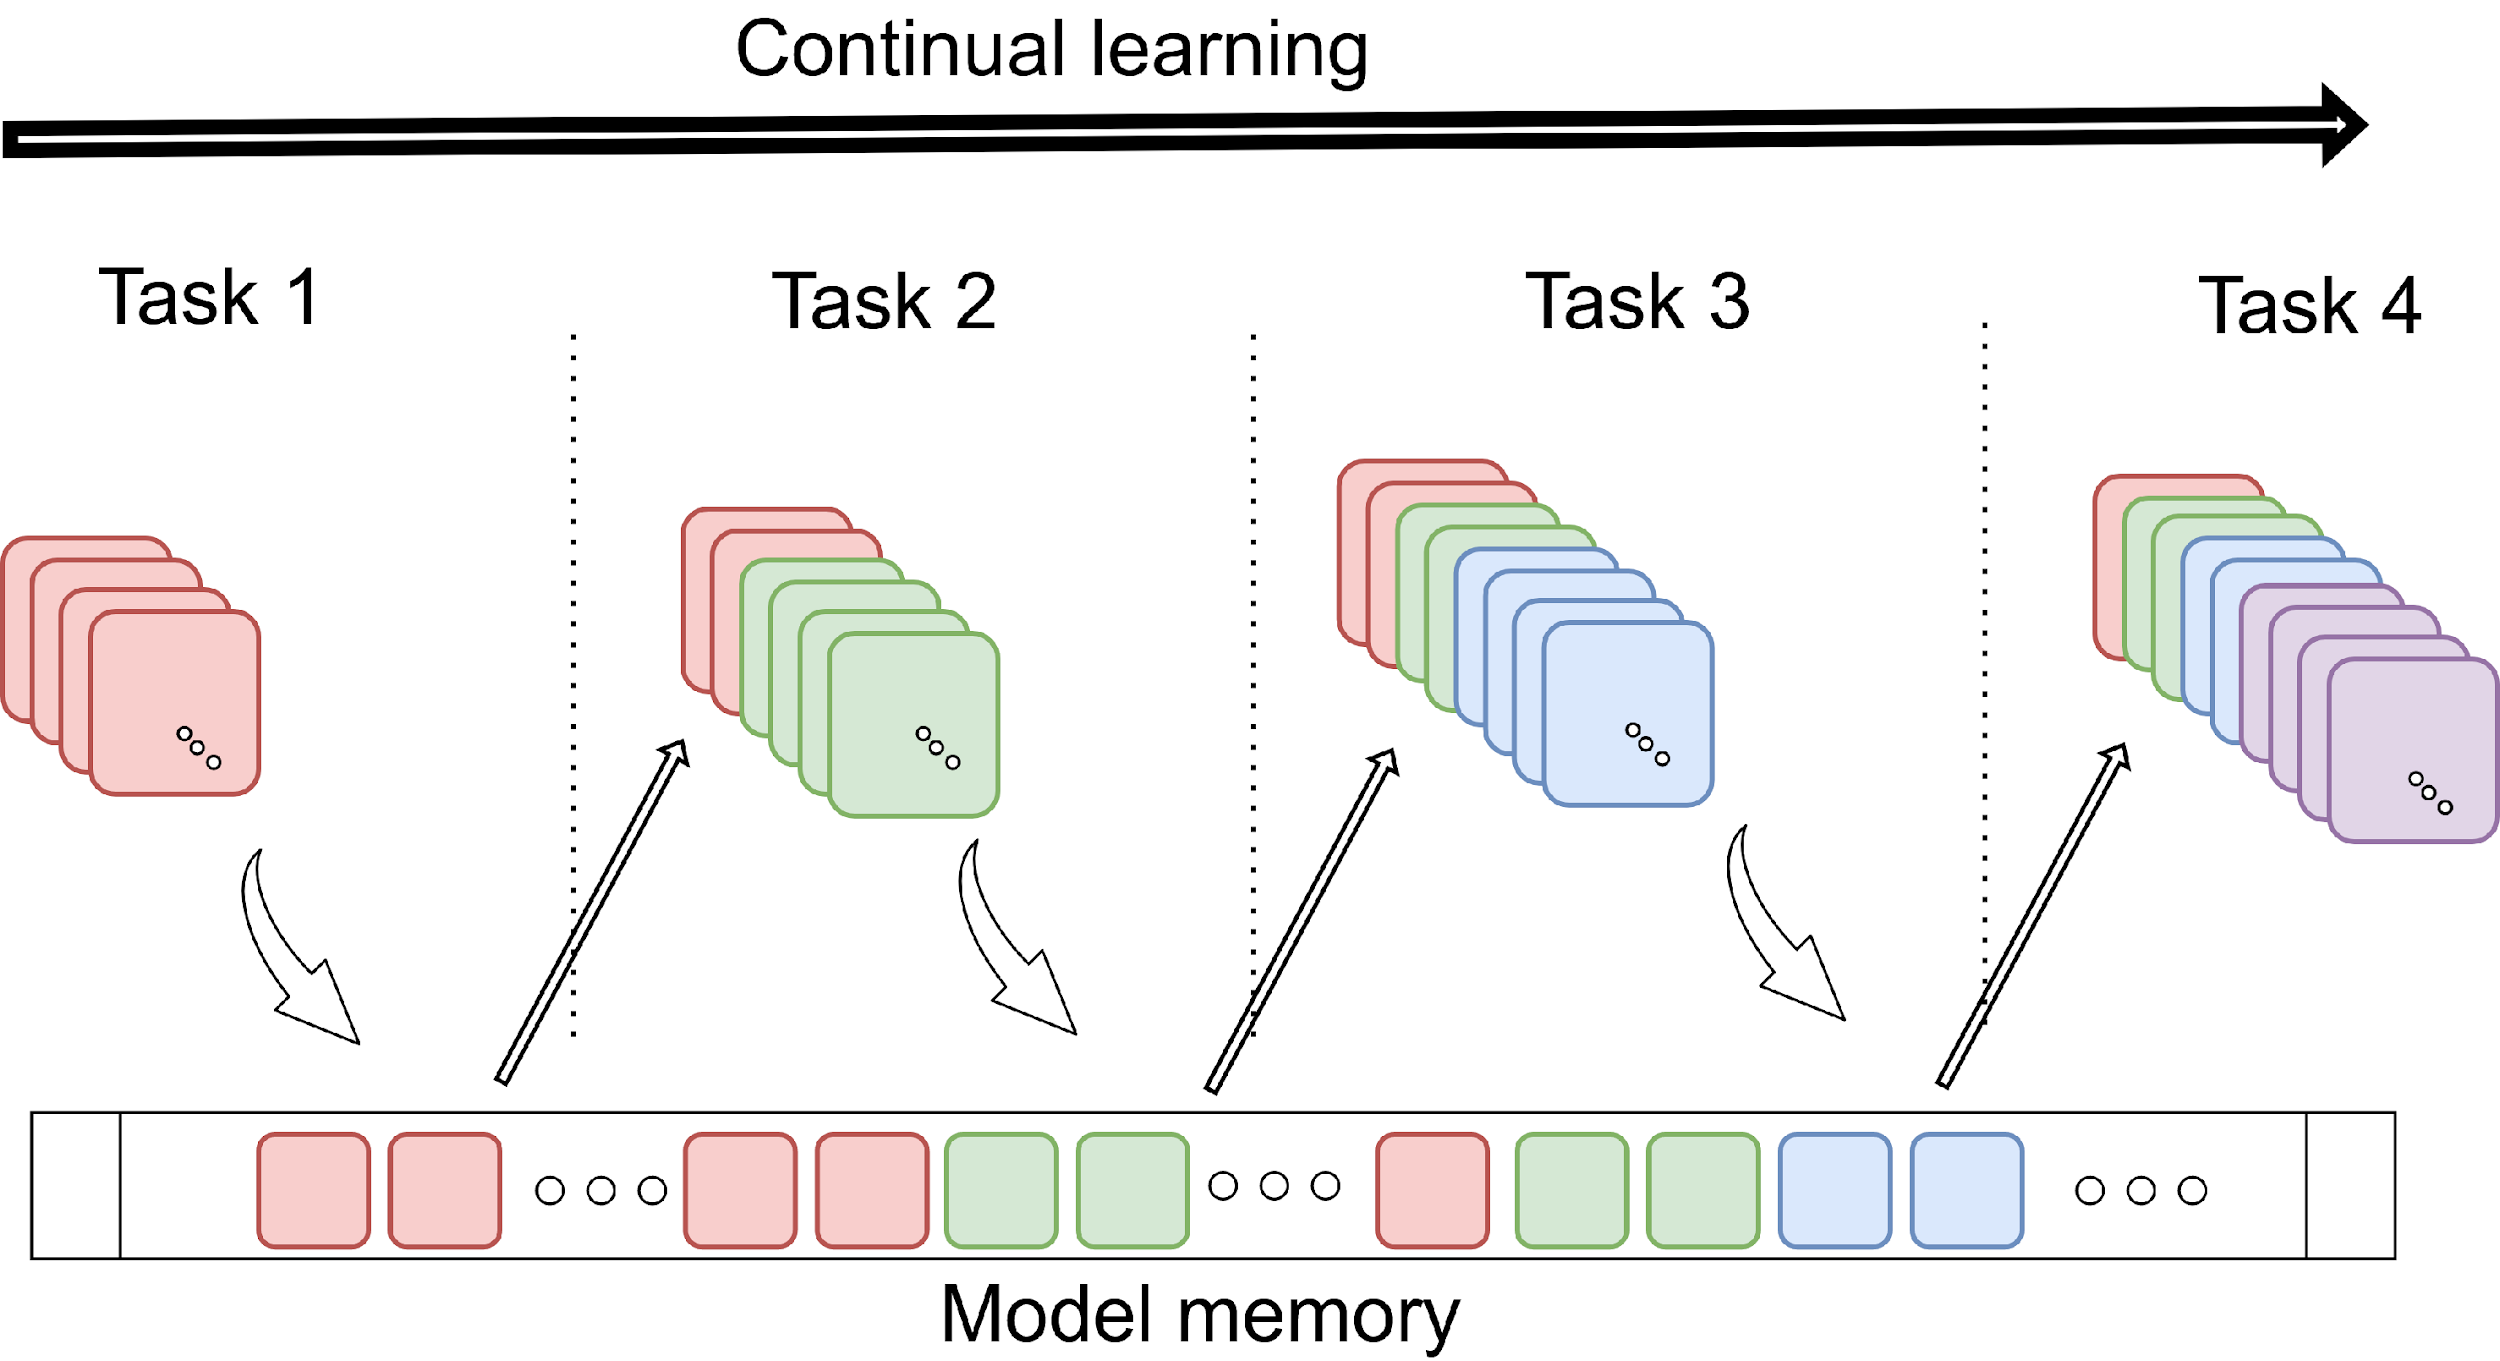 Continual learning
Task 1
Task 2
Task 3
Task 4
Model memory